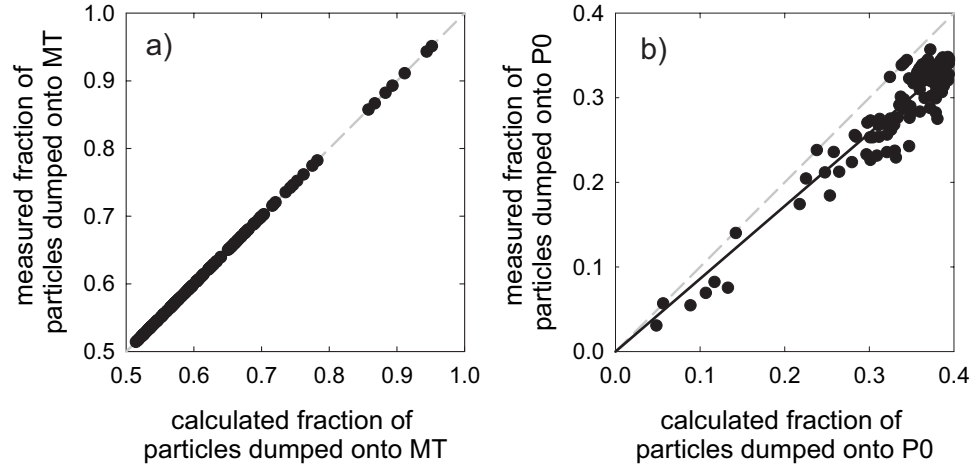 measured fraction of
particles dumped onto MT
1.0
0.9
0.8
0.7
0.6
0.5
a)
0.5 0.6 0.7 0.8 0.9 1.0
calculated fraction of
particles dumped onto MT
measured fraction of
particles dumped onto P0
0.4
0.3
0.2
0.1
0.0
b)
0.0 0.1 0.2 0.3 0.4
calculated fraction of
particles dumped onto P0